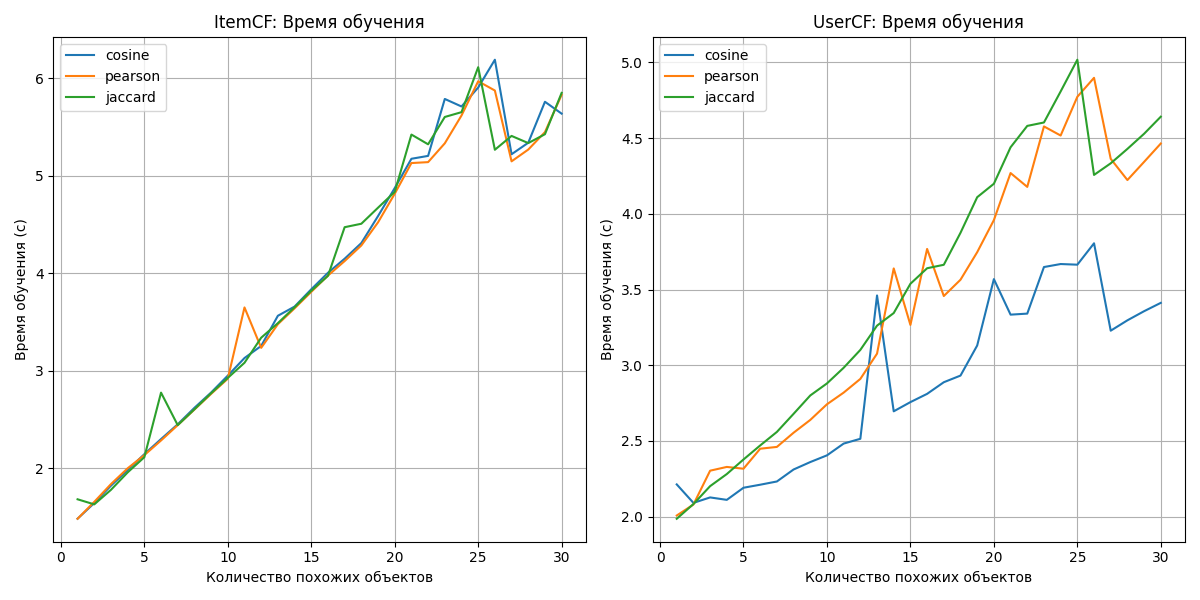 ItemCF: Время обучения
cosine
pearson
jaccard
Время обучения (с)
6
5
4
3
2
0 5 10 15 20 25 30
Количество похожих объектов
UserCF: Время обучения
cosine
pearson
jaccard
Время обучения (с)
5.0
4.5
4.0
3.5
3.0
2.5
2.0
0 5 10 15 20 25 30
Количество похожих объектов